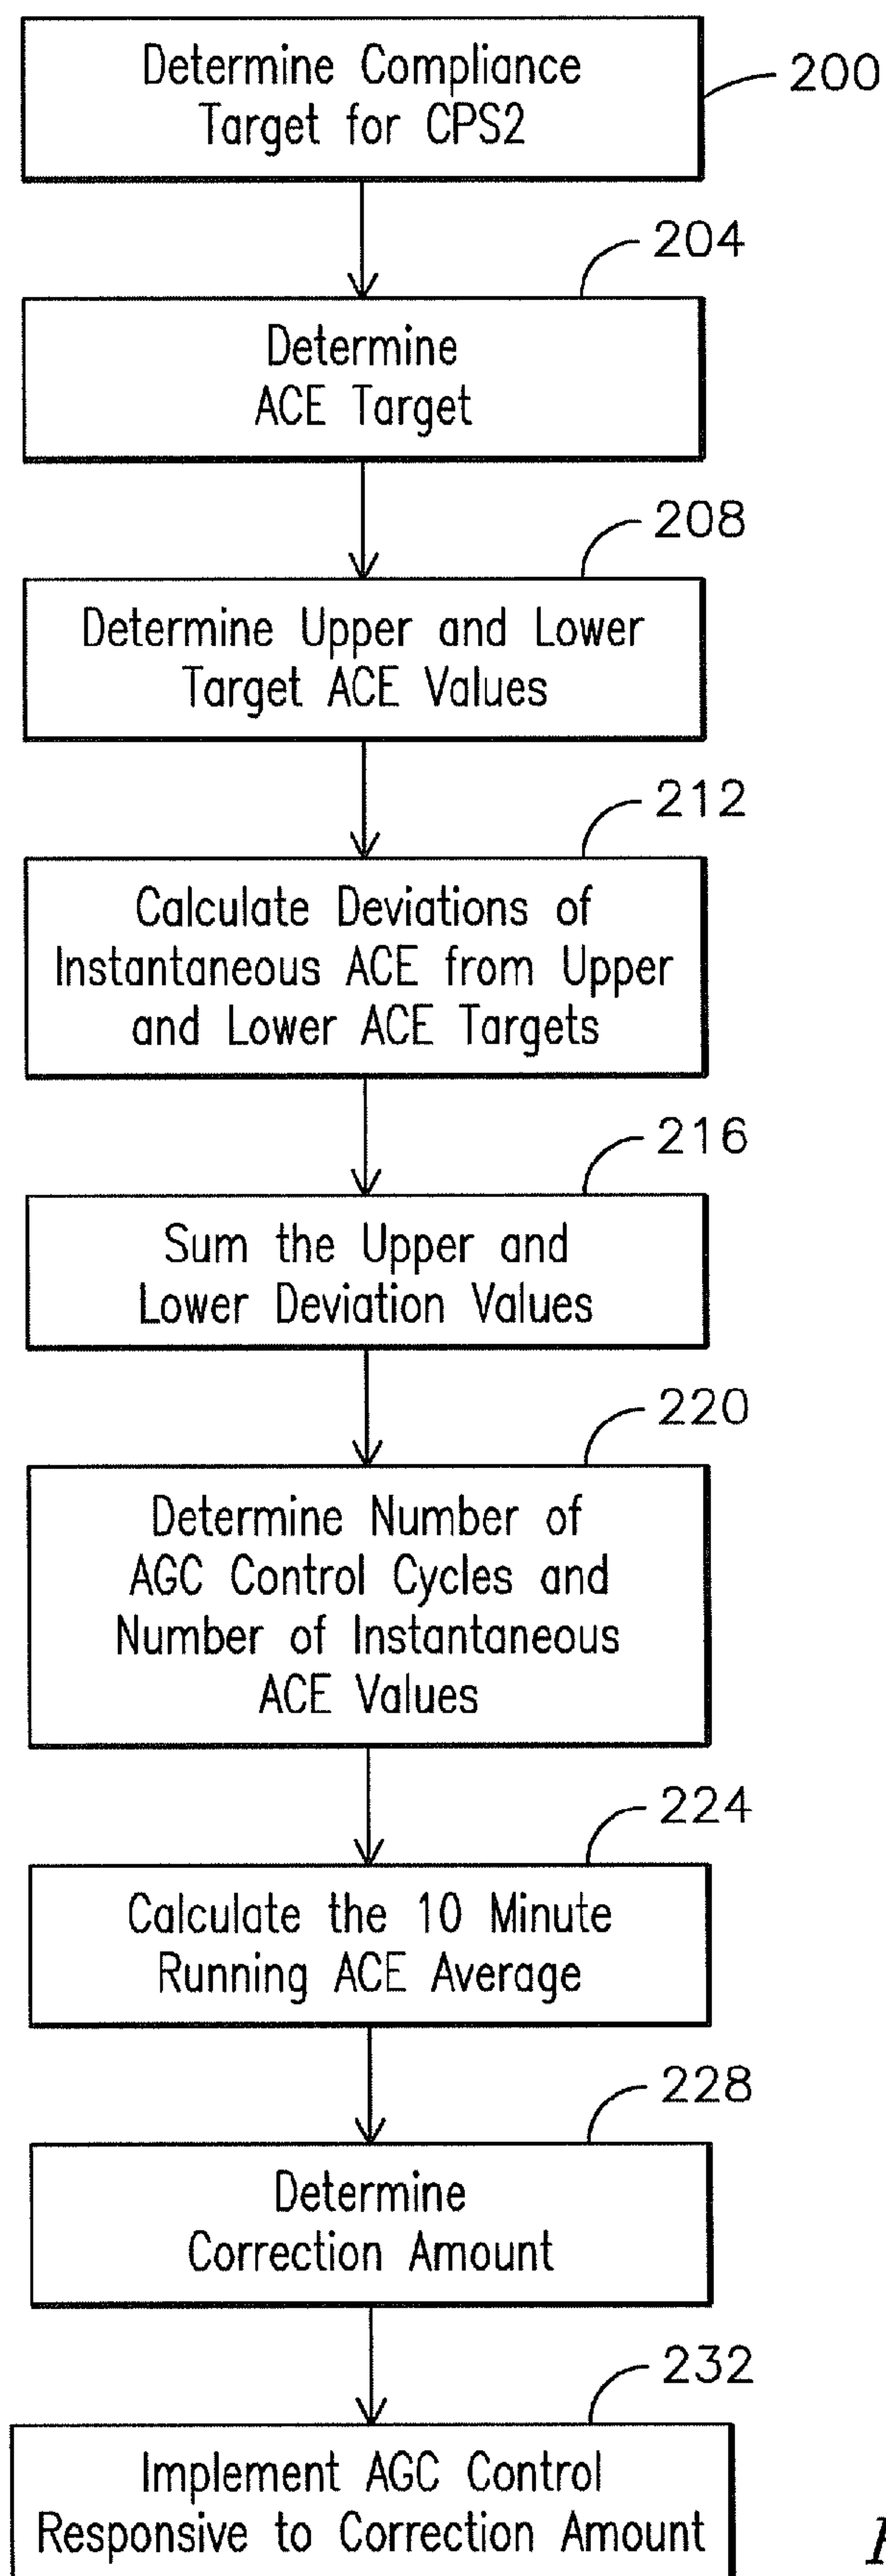 Determine Compliance
Target for CPS2
200
204
Determine
ACE Target
208
Determine Upper and Lower
Target ACE Values
212
Calculate Deviations of
Instantaneous ACE from Upper
and Lower ACE Targets
216
Sum the Upper and
Lower Deviation Values
220
Determine Number of
AGC Control Cycles and
Number of Instantaneous
ACE Values
224
Calculate the 10 Minute
Running ACE Average
228
Determine
Correction Amount
232
Implement AGC Control
Responsive to Correction Amount